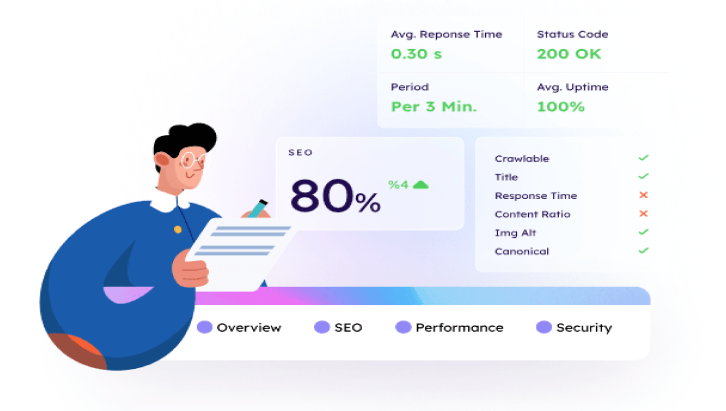 Avg. Reponse Time
0.30 s
Status Code
200 OK
Period
Per 3 Min.
Avg. Uptime
100%
SEO
80%
%4
Crawlable
Title
Response Time
Content Ratio
Img Alt
Canonical
Overview
SEO
Performance
Security